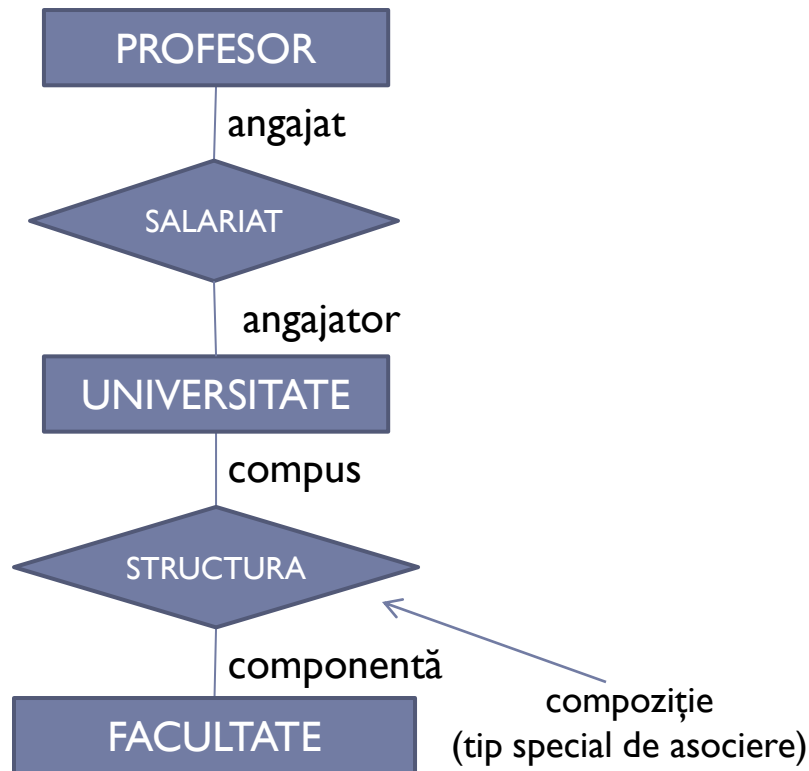 PROFESOR
angajat
SALARIAT
angajator
UNIVERSITATE
compus
STRUCTURA
componentă
compoziție
(tip special de asociere)
FACULTATE